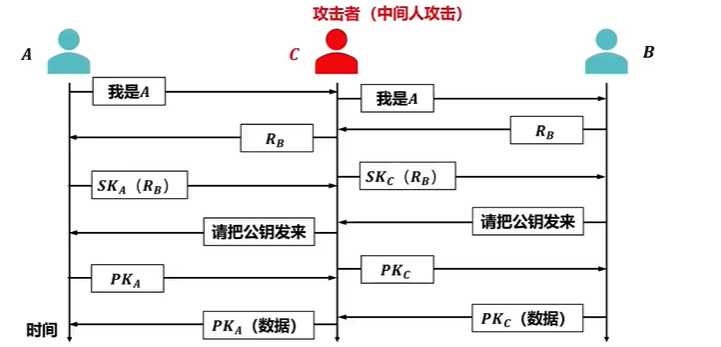 攻击者（中间人攻击）
A
C
B
我是A
我是A
R_B
R_B
SK_A（R_B）
SK_C（R_B）
请把公钥发来
请把公钥发来
PK_A
PK_C
PK_A（数据）
PK_C（数据）
时间